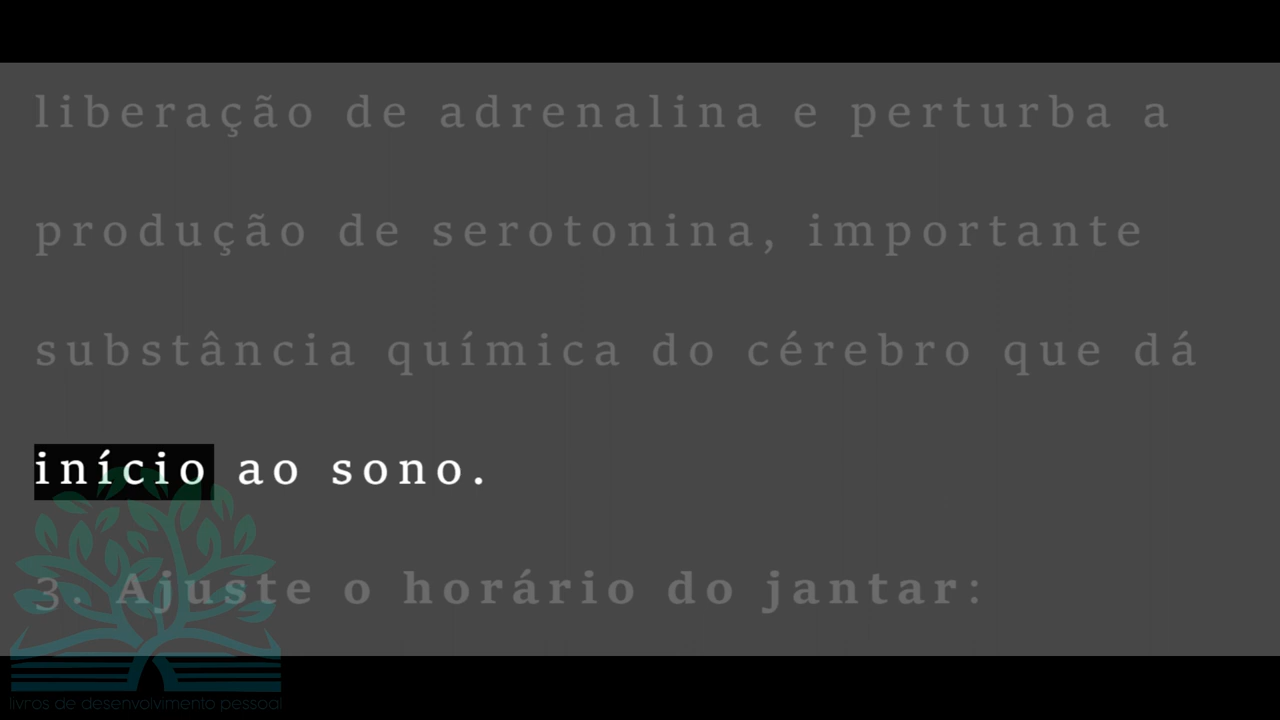 liberação de adrenalina e perturba a
produção de serotonina, importante
substância química do cérebro que dá
início ao sono.
3. Ajuste o horário do jantar:
livros de desenvolvimento pessoal